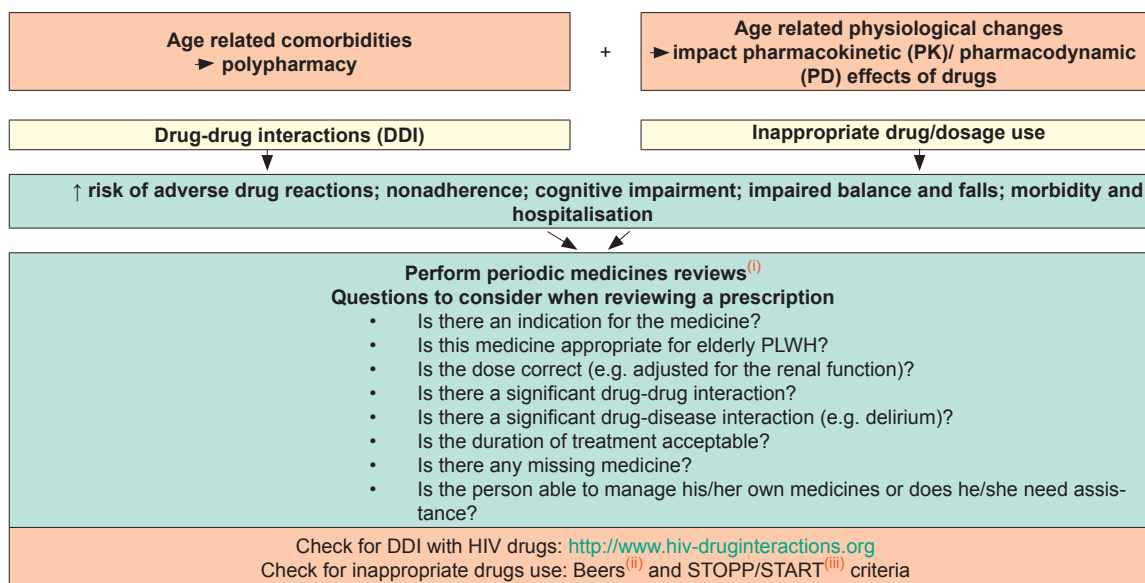 Age related comorbidities
→ polypharmacy
+
Age related physiological changes
→ impact pharmacokinetic (PK)/ pharmacodynamic
(PD) effects of drugs
Drug-drug interactions (DDI)
Inappropriate drug/dosage use
↑ risk of adverse drug reactions; nonadherence; cognitive impairment; impaired balance and falls; morbidity and
hospitalisation
Perform periodic medicines reviews(i)
Questions to consider when reviewing a prescription
• Is there an indication for the medicine?
• Is this medicine appropriate for elderly PLWH?
• Is the dose correct (e.g. adjusted for the renal function)?
• Is there a significant drug-drug interaction?
• Is there a significant drug-disease interaction (e.g. delirium)?
• Is the duration of treatment acceptable?
• Is there any missing medicine?
• Is the person able to manage his/her own medicines or does he/she need assis-
tance?
Check for DDI with HIV drugs: http://www.hiv-druginteractions.org
Check for inappropriate drugs use: Beers(ii) and STOPP/START(iii) criteria